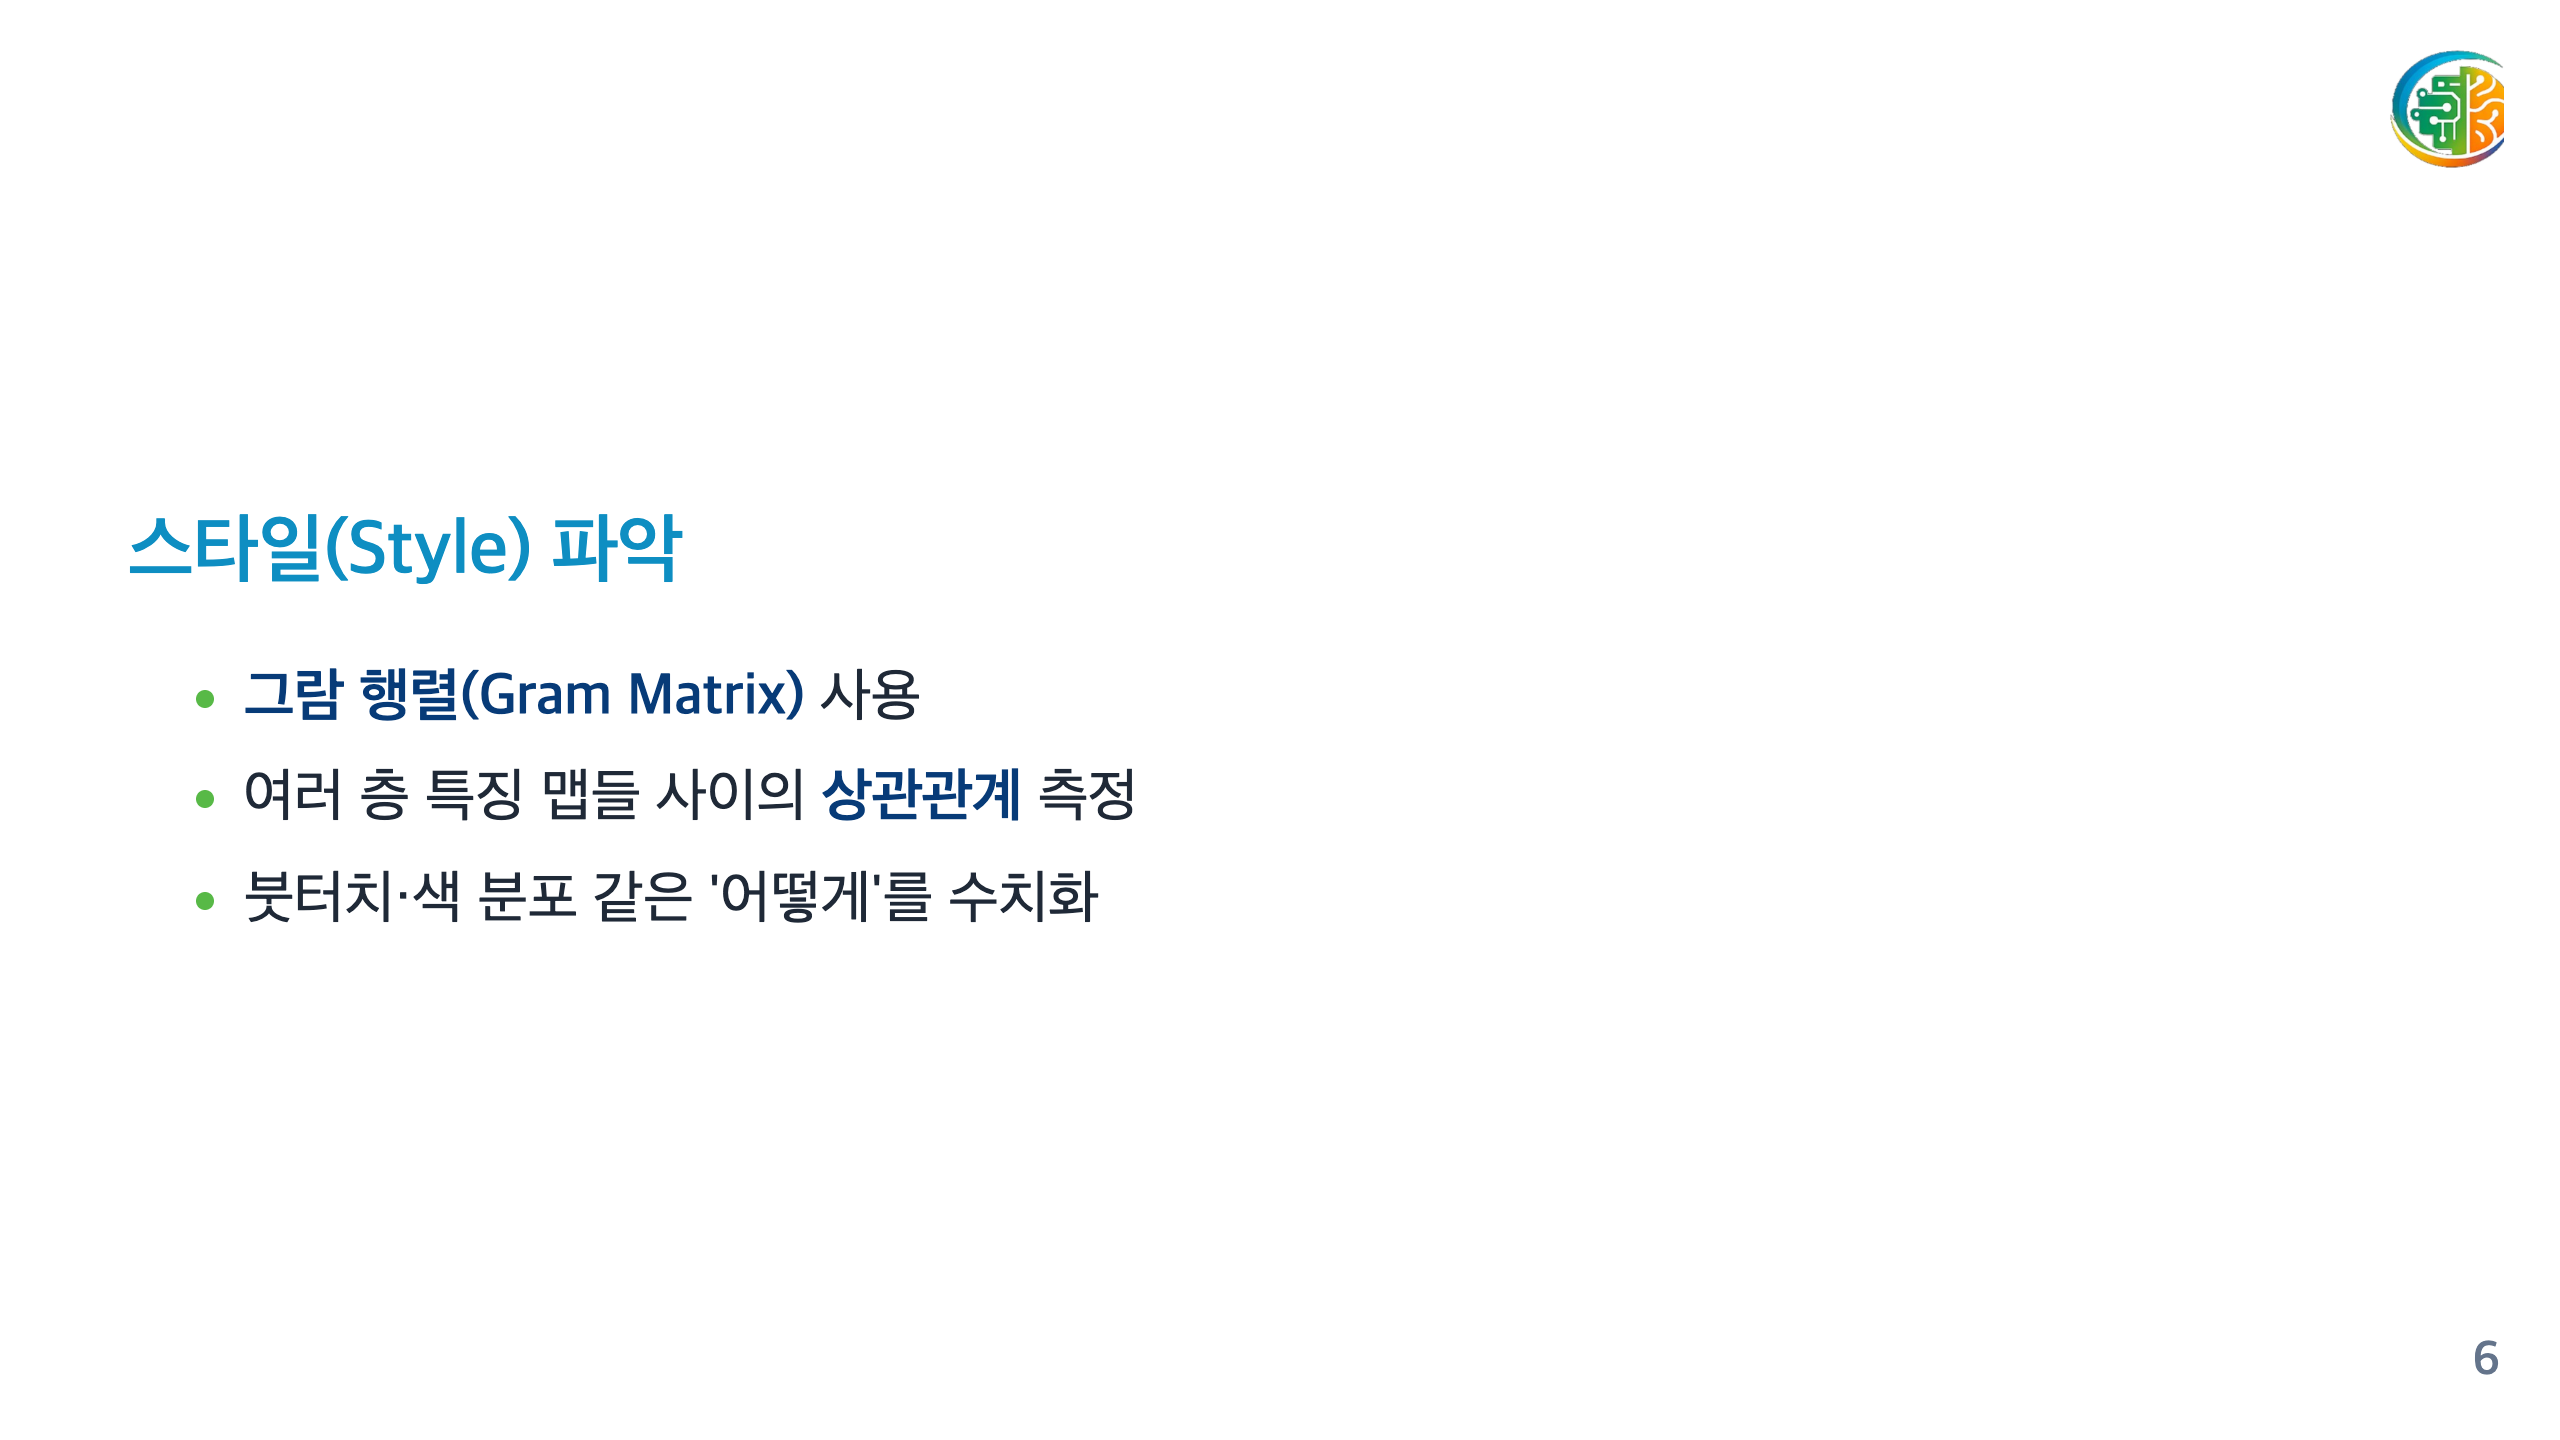 스타일(Style) 파악
• 그람 행렬(Gram Matrix) 사용
• 여러 층 특징 맵들 사이의 상관관계 측정
• 붓터치·색 분포 같은 '어떻게'를 수치화
6